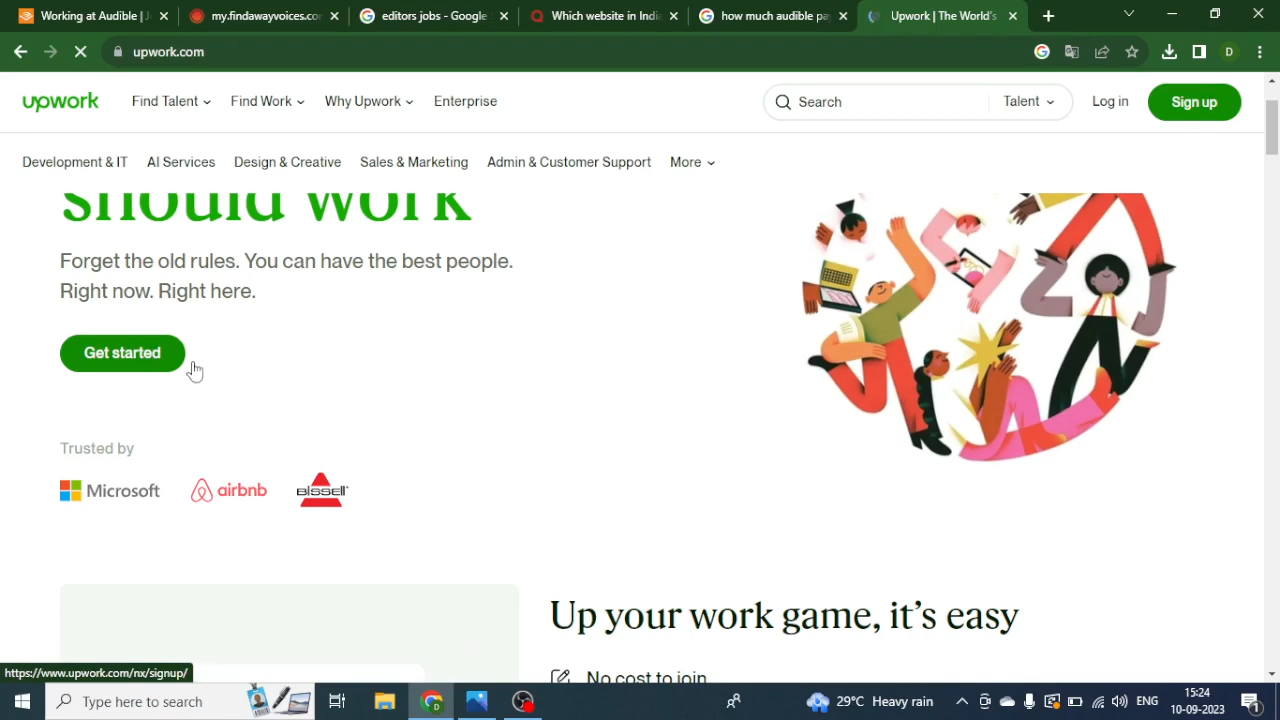 Working at Audible | J
my.findawayvoices.co
editors jobs - Google
Which website in Indi
how much audible pa
Upwork | The World's
upwork.com
D
upwork
Find Talent
Find Work
Why Upwork
Enterprise
Search
Talent
Log in
Sign up
Development & IT
AI Services
Design & Creative
Sales & Marketing
Admin & Customer Support
More
should work
Forget the old rules. You can have the best people.
Right now. Right here.
Get started
Trusted by
Microsoft
airbnb
BISSELL
Up your work game, it's easy
No cost to join
https://www.upwork.com/nx/signup/
Type here to search
29°C Heavy rain
ENG
15:24
10-09-2023
1